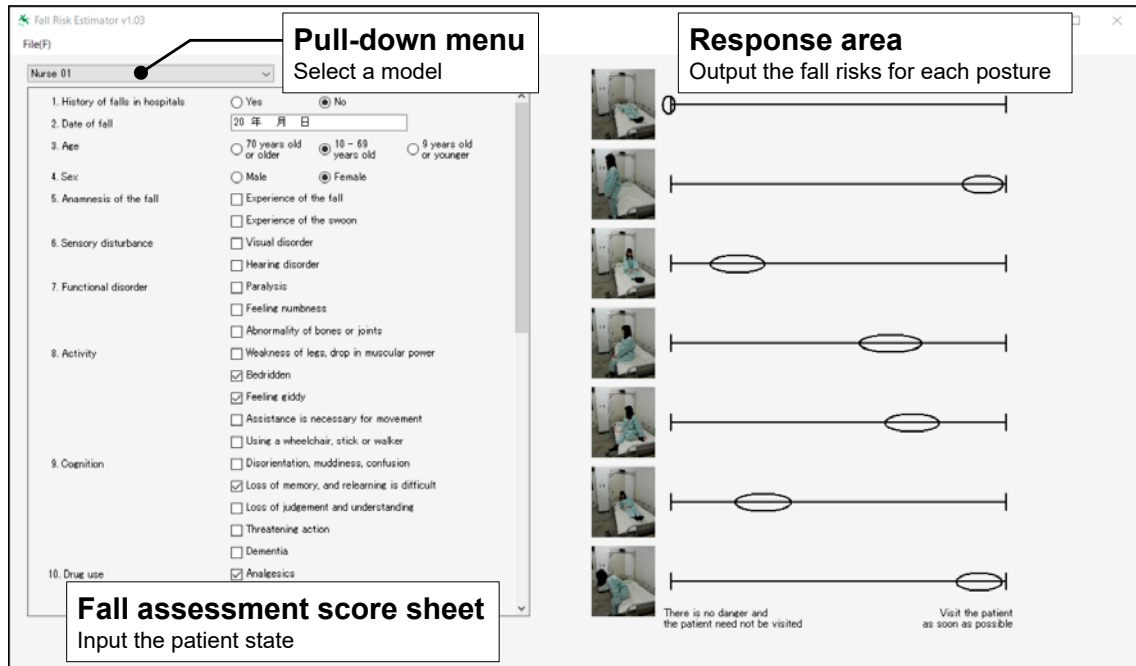 Fall Risk Estimator v1.03
File(F)
Pull-down menu
Select a model
Response area
Output the fall risks for each posture
Nurse 01
1. History of falls in hospitals Yes No
2. Date of fall 20 年 月 日
3. Age 70 years old or older 10 - 69 years old 9 years old or younger
4. Sex Male Female
5. Anamnesis of the fall Experience of the fall
Experience of the swoon
6. Sensory disturbance Visual disorder
Hearing disorder
7. Functional disorder Paralysis
Feeling numbness
Abnormality of bones or joints
8. Activity Weakness of legs, drop in muscular power
Bedridden
Feeling giddy
Assistance is necessary for movement
Using a wheelchair, stick or walker
9. Cognition Disorientation, muddiness, confusion
Loss of memory, and relearning is difficult
Loss of judgement and understanding
Threatening action
Dementia
10. Drug use Analgesics
Fall assessment score sheet
Input the patient state
There is no danger and
the patient need not be visited
Visit the patient
as soon as possible